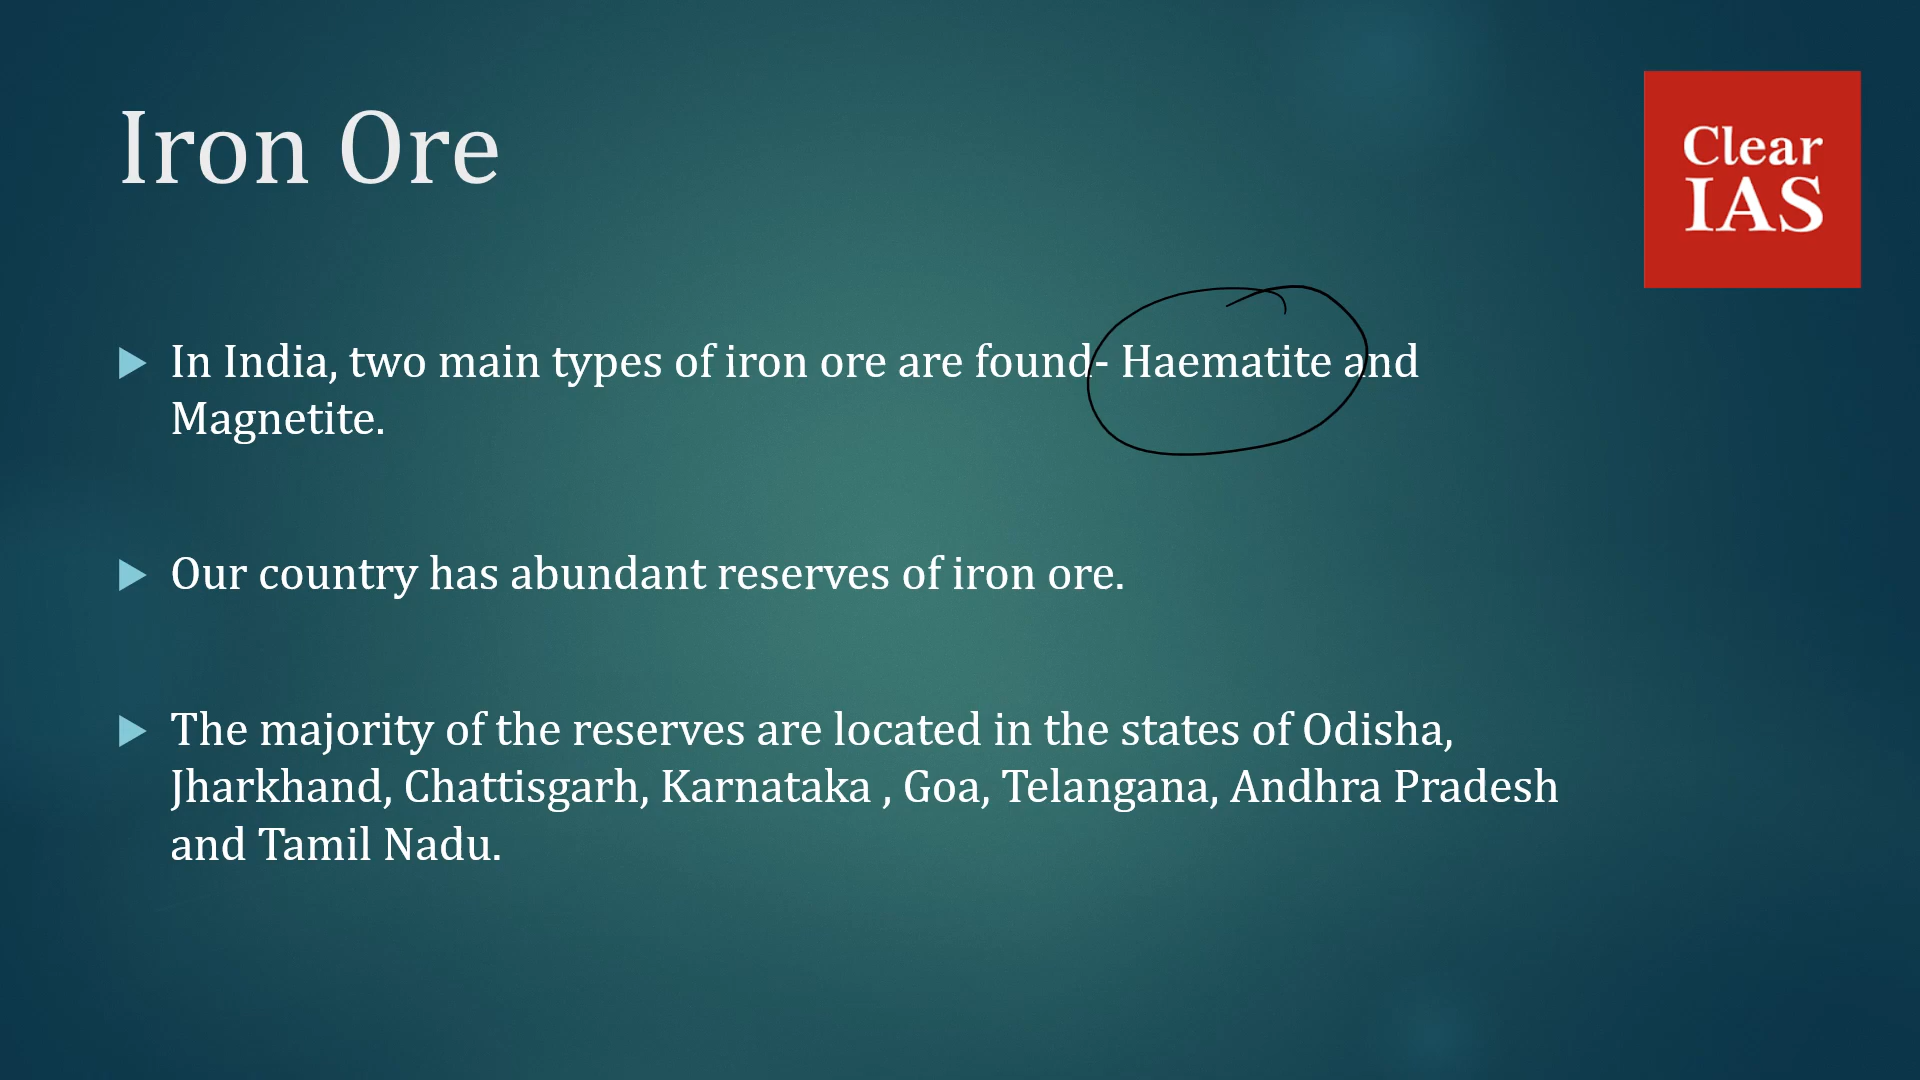 Iron Ore
Clear
IAS
In India, two main types of iron ore are found- Haematite and
Magnetite.
Our country has abundant reserves of iron ore.
The majority of the reserves are located in the states of Odisha,
Jharkhand, Chattisgarh, Karnataka , Goa, Telangana, Andhra Pradesh
and Tamil Nadu.